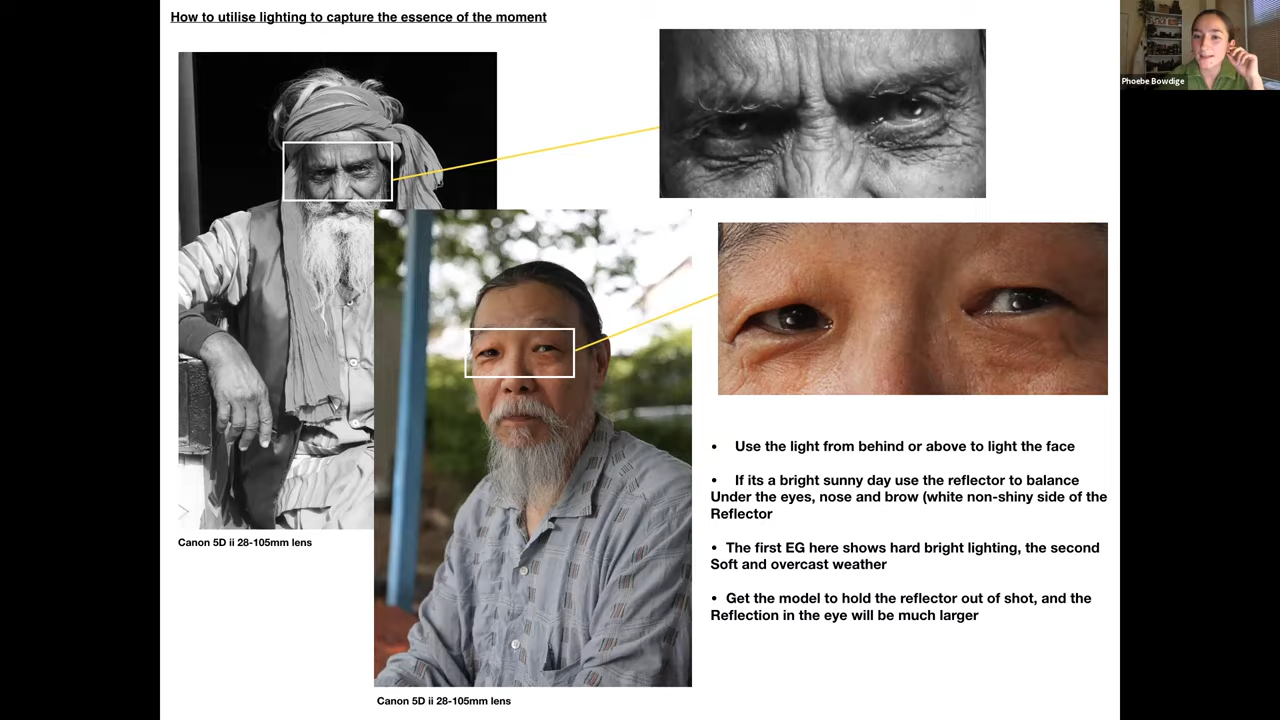 How to utilise lighting to capture the essence of the moment
Phoebe Bowdige
Canon 5D ii 28-105mm lens
Canon 5D ii 28-105mm lens
• Use the light from behind or above to light the face
• If its a bright sunny day use the reflector to balance
Under the eyes, nose and brow (white non-shiny side of the
Reflector
• The first EG here shows hard bright lighting, the second
Soft and overcast weather
• Get the model to hold the reflector out of shot, and the
Reflection in the eye will be much larger